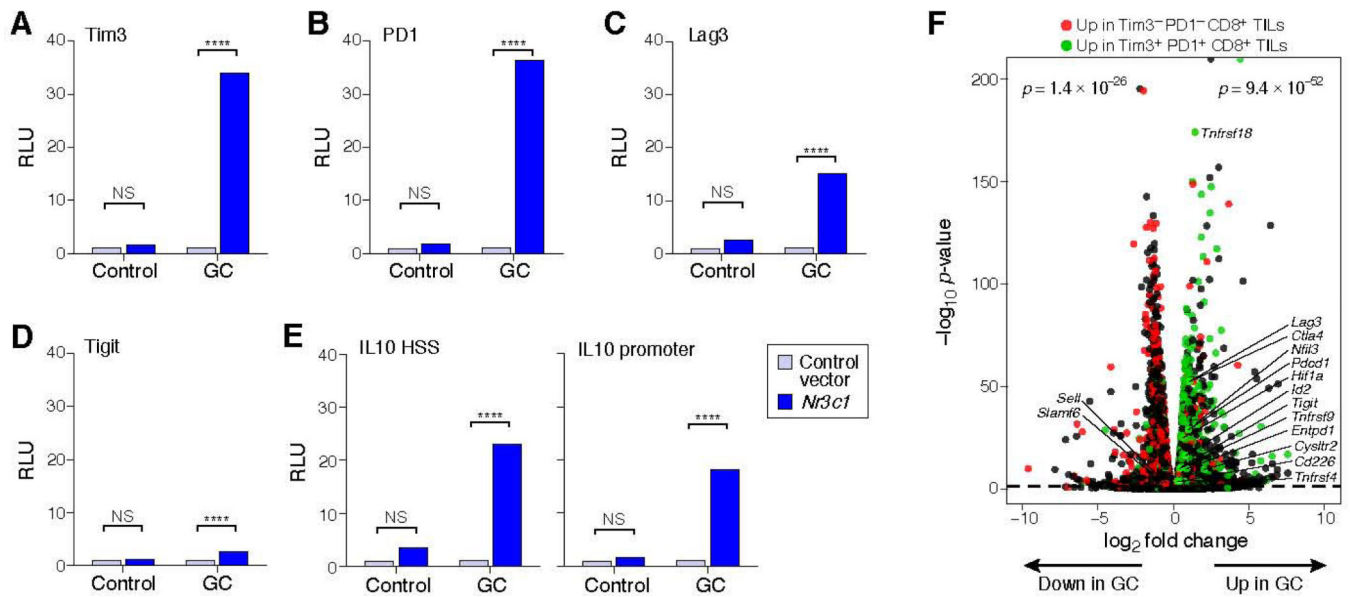 A
Tim3
RLU
40
30
20
10
0
NS
****
Control
GC
B
PD1
RLU
40
30
20
10
0
NS
****
Control
GC
C
Lag3
RLU
40
30
20
10
0
NS
****
Control
GC
D
Tigit
RLU
40
30
20
10
0
NS
****
Control
GC
E
IL10 HSS
RLU
40
30
20
10
0
NS
****
Control
GC
IL10 promoter
NS
****
Control
GC
Control
vector
Nr3c1
F
Up in Tim3⁻PD1⁻CD8⁺ TILs
Up in Tim3⁺ PD1⁺ CD8⁺ TILs
p = 1.4 × 10⁻²⁶
p = 9.4 × 10⁻⁵²
–log₁₀ p-value
200
150
100
50
0
Tnfrsf18
Lag3
Ctla4
Nfil3
Pdcd1
Hif1a
Id2
Tigit
Tnfrsf9
Entpd1
Cysltr2
Cd226
Tnfrsf4
Sell
Slamf6
–10
–5
0
5
10
log₂ fold change
Down in GC
Up in GC